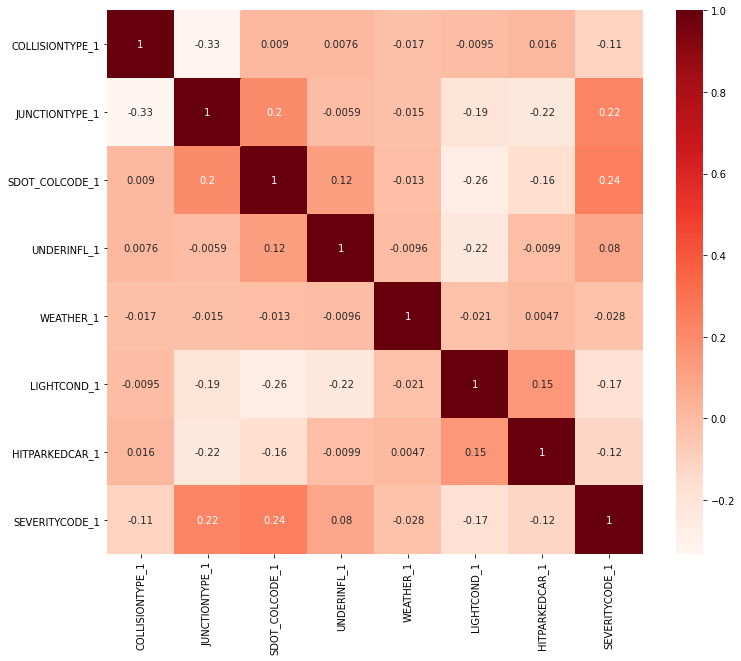 COLLISIONTYPE_1 1 -0.33 0.009 0.0076 -0.017 -0.0095 0.016 -0.11
JUNCTIONTYPE_1 -0.33 1 0.2 -0.0059 -0.015 -0.19 -0.22 0.22
SDOT_COLCODE_1 0.009 0.2 1 0.12 -0.013 -0.26 -0.16 0.24
UNDERINFL_1 0.0076 -0.0059 0.12 1 -0.0096 -0.22 -0.0099 0.08
WEATHER_1 -0.017 -0.015 -0.013 -0.0096 1 -0.021 0.0047 -0.028
LIGHTCOND_1 -0.0095 -0.19 -0.26 -0.22 -0.021 1 0.15 -0.17
HITPARKEDCAR_1 0.016 -0.22 -0.16 -0.0099 0.0047 0.15 1 -0.12
SEVERITYCODE_1 -0.11 0.22 0.24 0.08 -0.028 -0.17 -0.12 1
COLLISIONTYPE_1
JUNCTIONTYPE_1
SDOT_COLCODE_1
UNDERINFL_1
WEATHER_1
LIGHTCOND_1
HITPARKEDCAR_1
SEVERITYCODE_1
1.0
0.8
0.6
0.4
0.2
0.0
−0.2